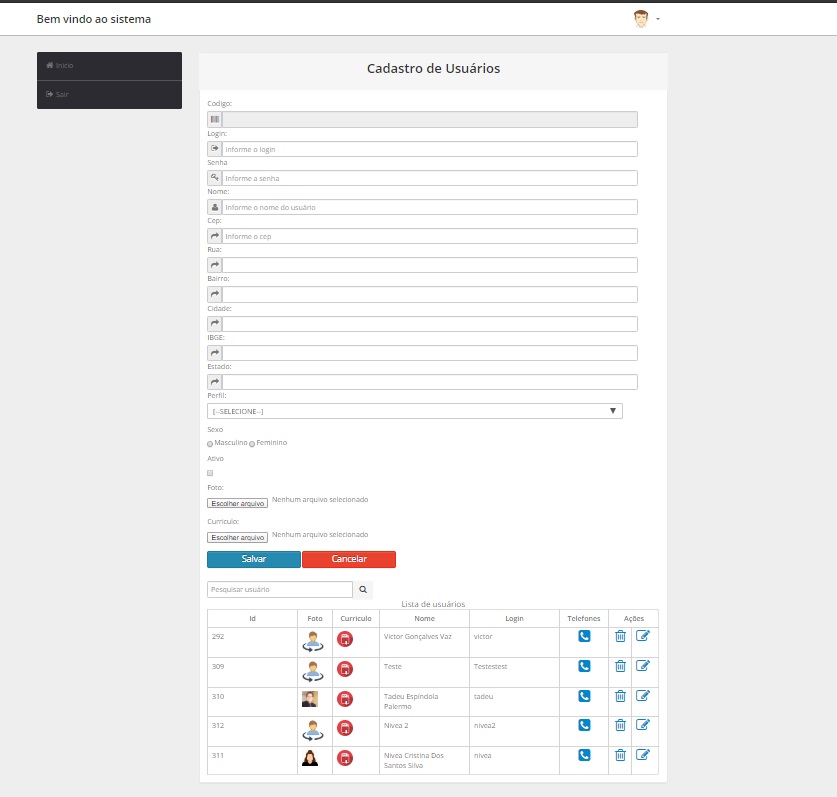 Bem vindo ao sistema
Inicio
Sair
Cadastro de Usuários
Codigo:
Login:
Informe o login
Senha
Informe a senha
Nome:
Informe o nome do usuário
Cep:
Informe o cep
Rua:
Bairro:
Cidade:
IBGE:
Estado:
Perfil:
[--SELECIONE--]
Sexo
Masculino Feminino
Ativo
Foto:
Escolher arquivo Nenhum arquivo selecionado
Curriculo:
Escolher arquivo Nenhum arquivo selecionado
Salvar Cancelar
Pesquisar usuário
Lista de usuários
Id Foto Curriculo Nome Login Telefones Ações
292 Victor Gonçalves Vaz victor
309 Teste Testestest
310 Tadeu Espíndola tadeu
Palermo
312 Nivea 2 nivea2
311 Nivea Cristina Dos nivea
Santos Silva